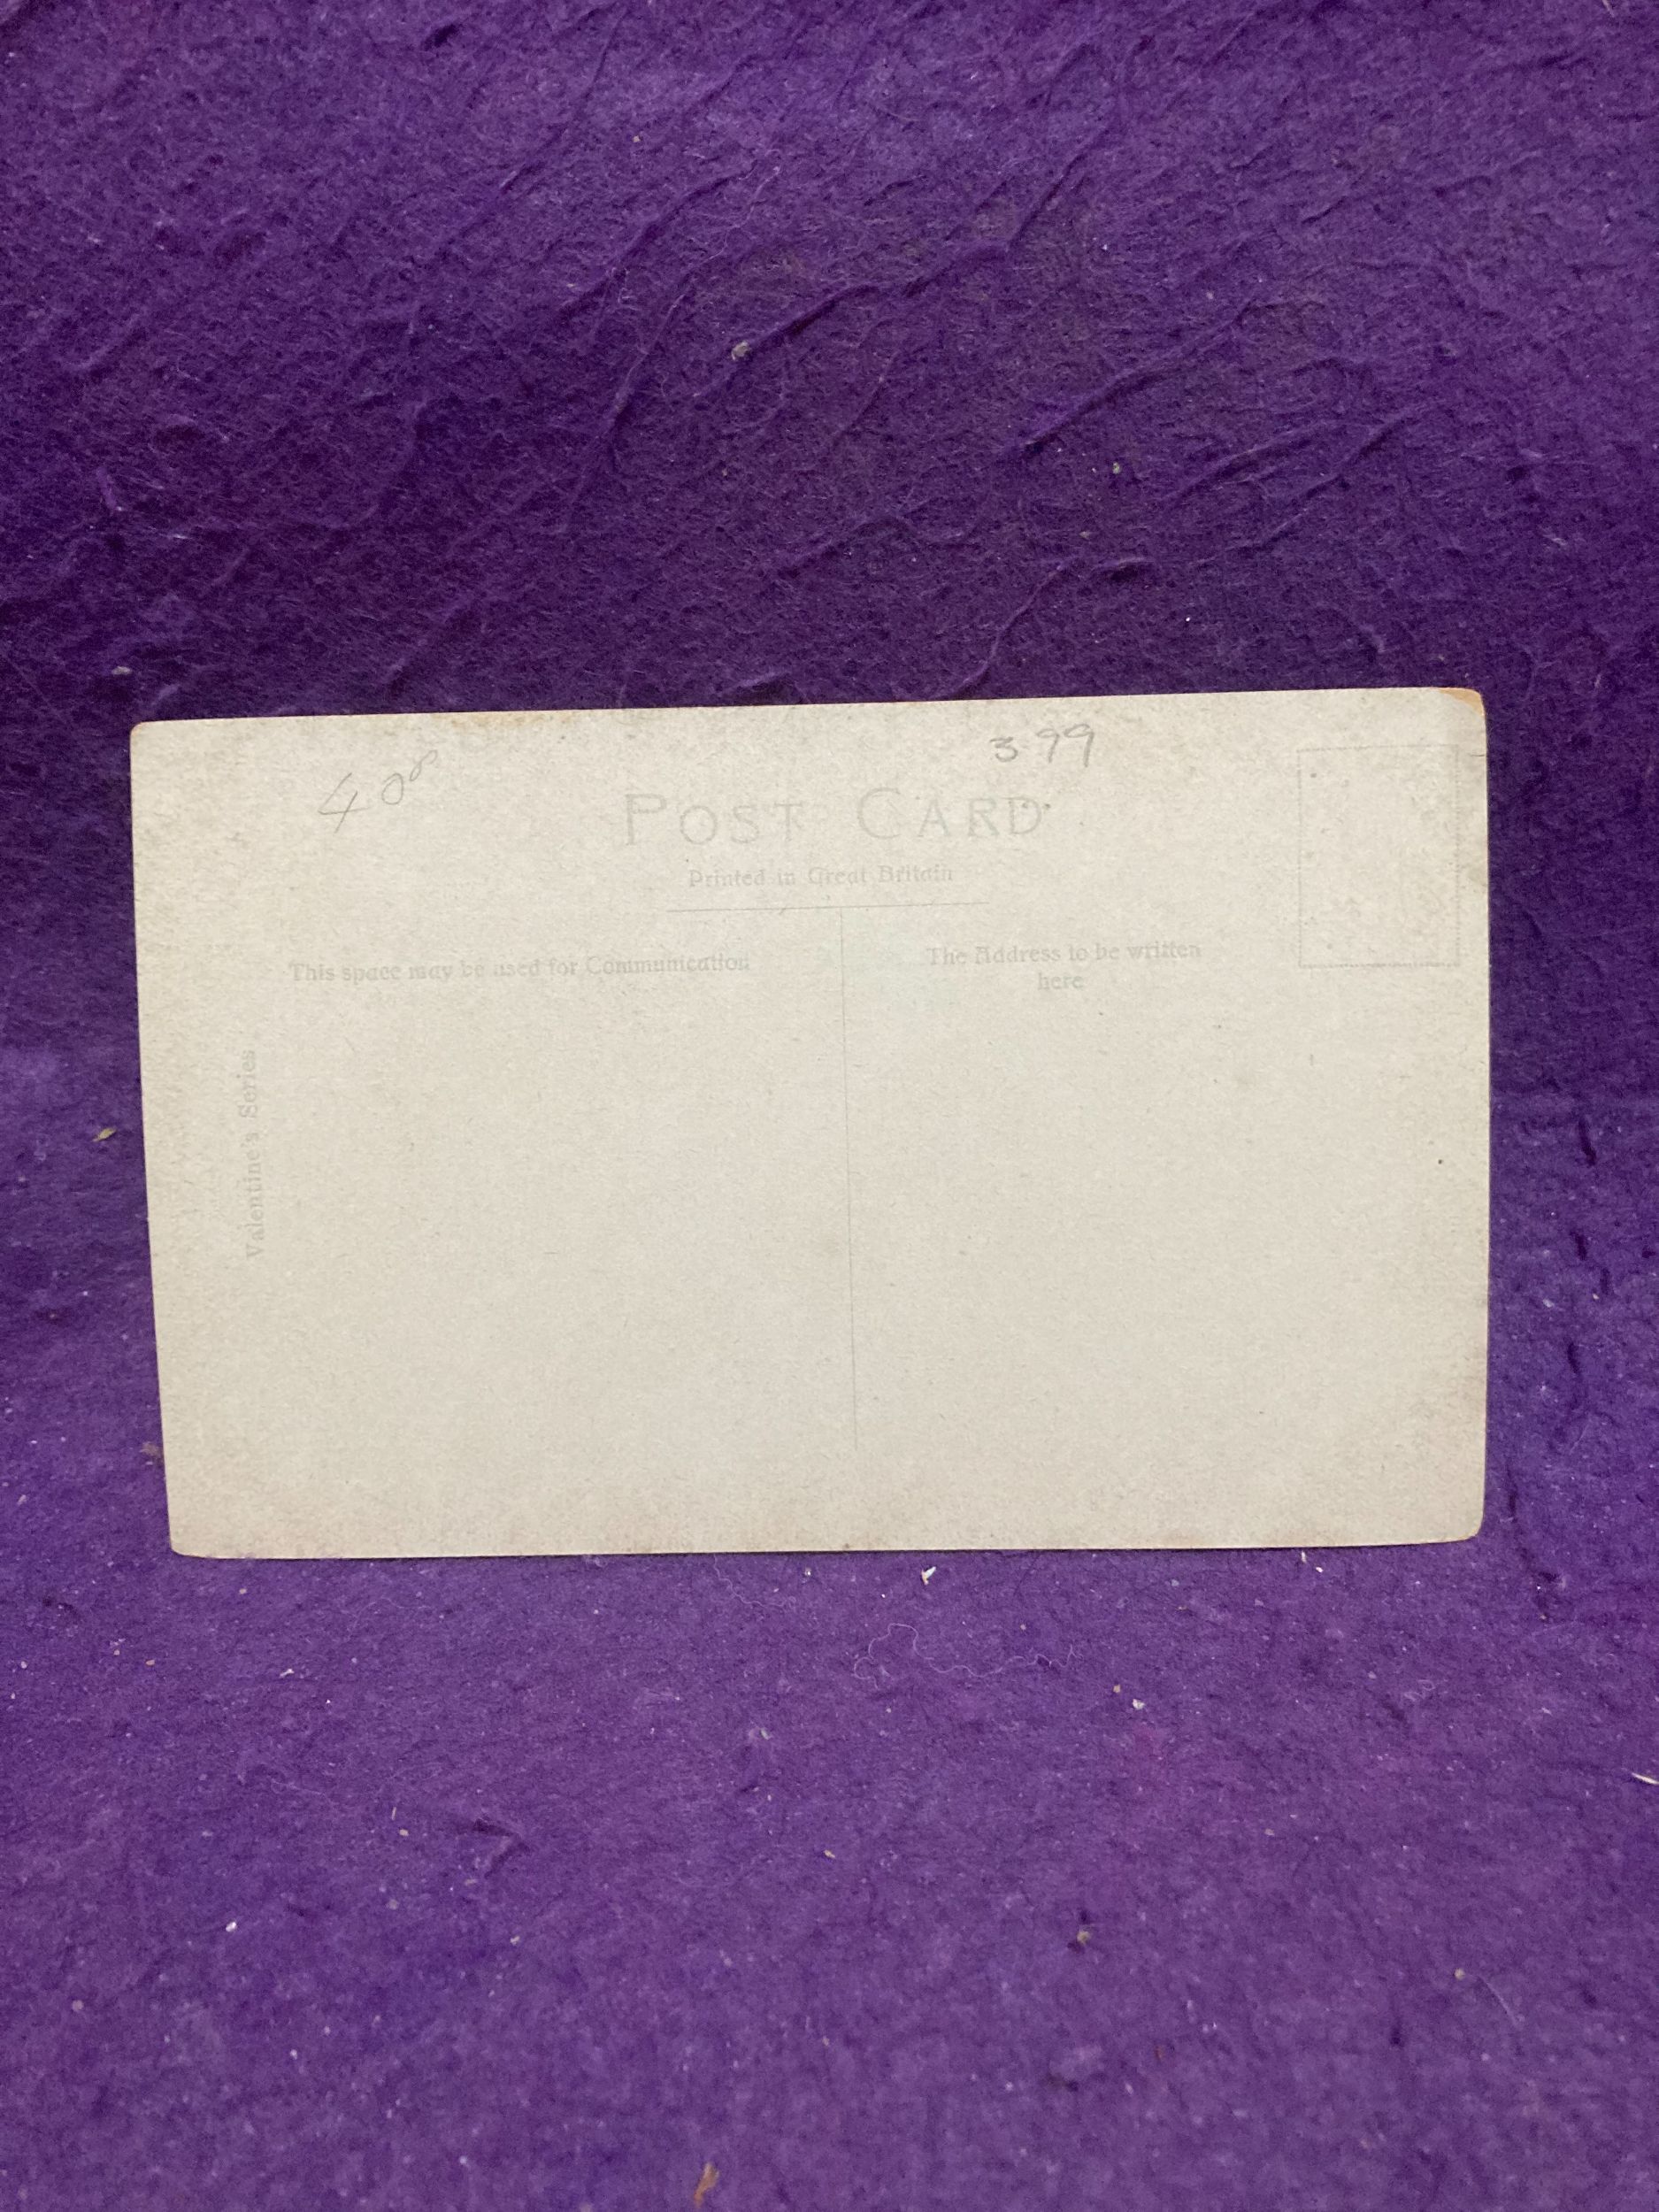 400
3.99
POST CARD
Printed in Great Britain
This space may be used for Communication
The Address to be written
here
Valentine's Series